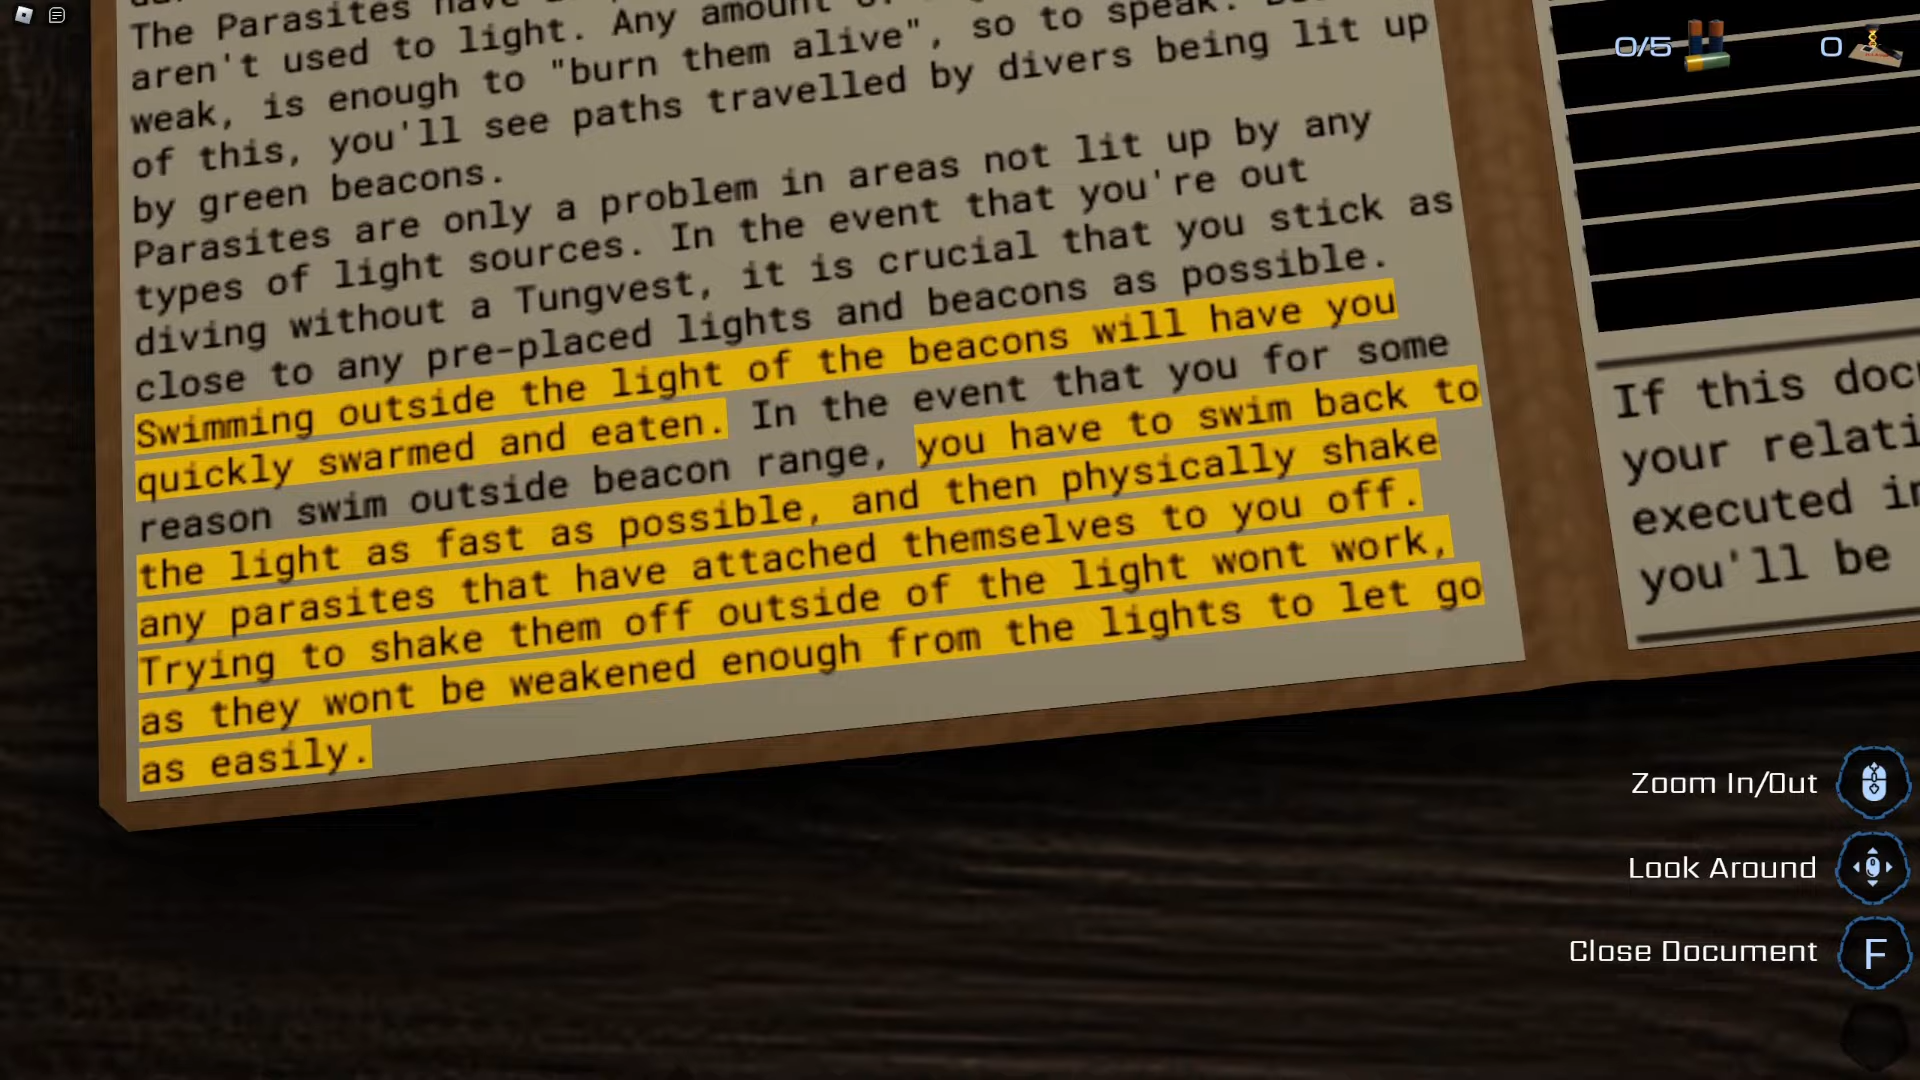 The Parasites have
aren't used to light. Any amount
weak, is enough to "burn them alive", so to speak.
of this, you'll see paths travelled by divers being lit up
by green beacons.
Parasites are only a problem in areas not lit up by any
types of light sources. In the event that you're out
diving without a Tungvest, it is crucial that you stick as
close to any pre-placed lights and beacons as possible.
Swimming outside the light of the beacons will have you
quickly swarmed and eaten. In the event that you for some
reason swim outside beacon range, you have to swim back to
the light as fast as possible, and then physically shake
any parasites that have attached themselves to you off.
Trying to shake them off outside of the light wont work,
as they wont be weakened enough from the lights to let go
as easily.
If this
your
executed
you'll be
0/5
0
Zoom In/Out
Look Around
Close Document
F